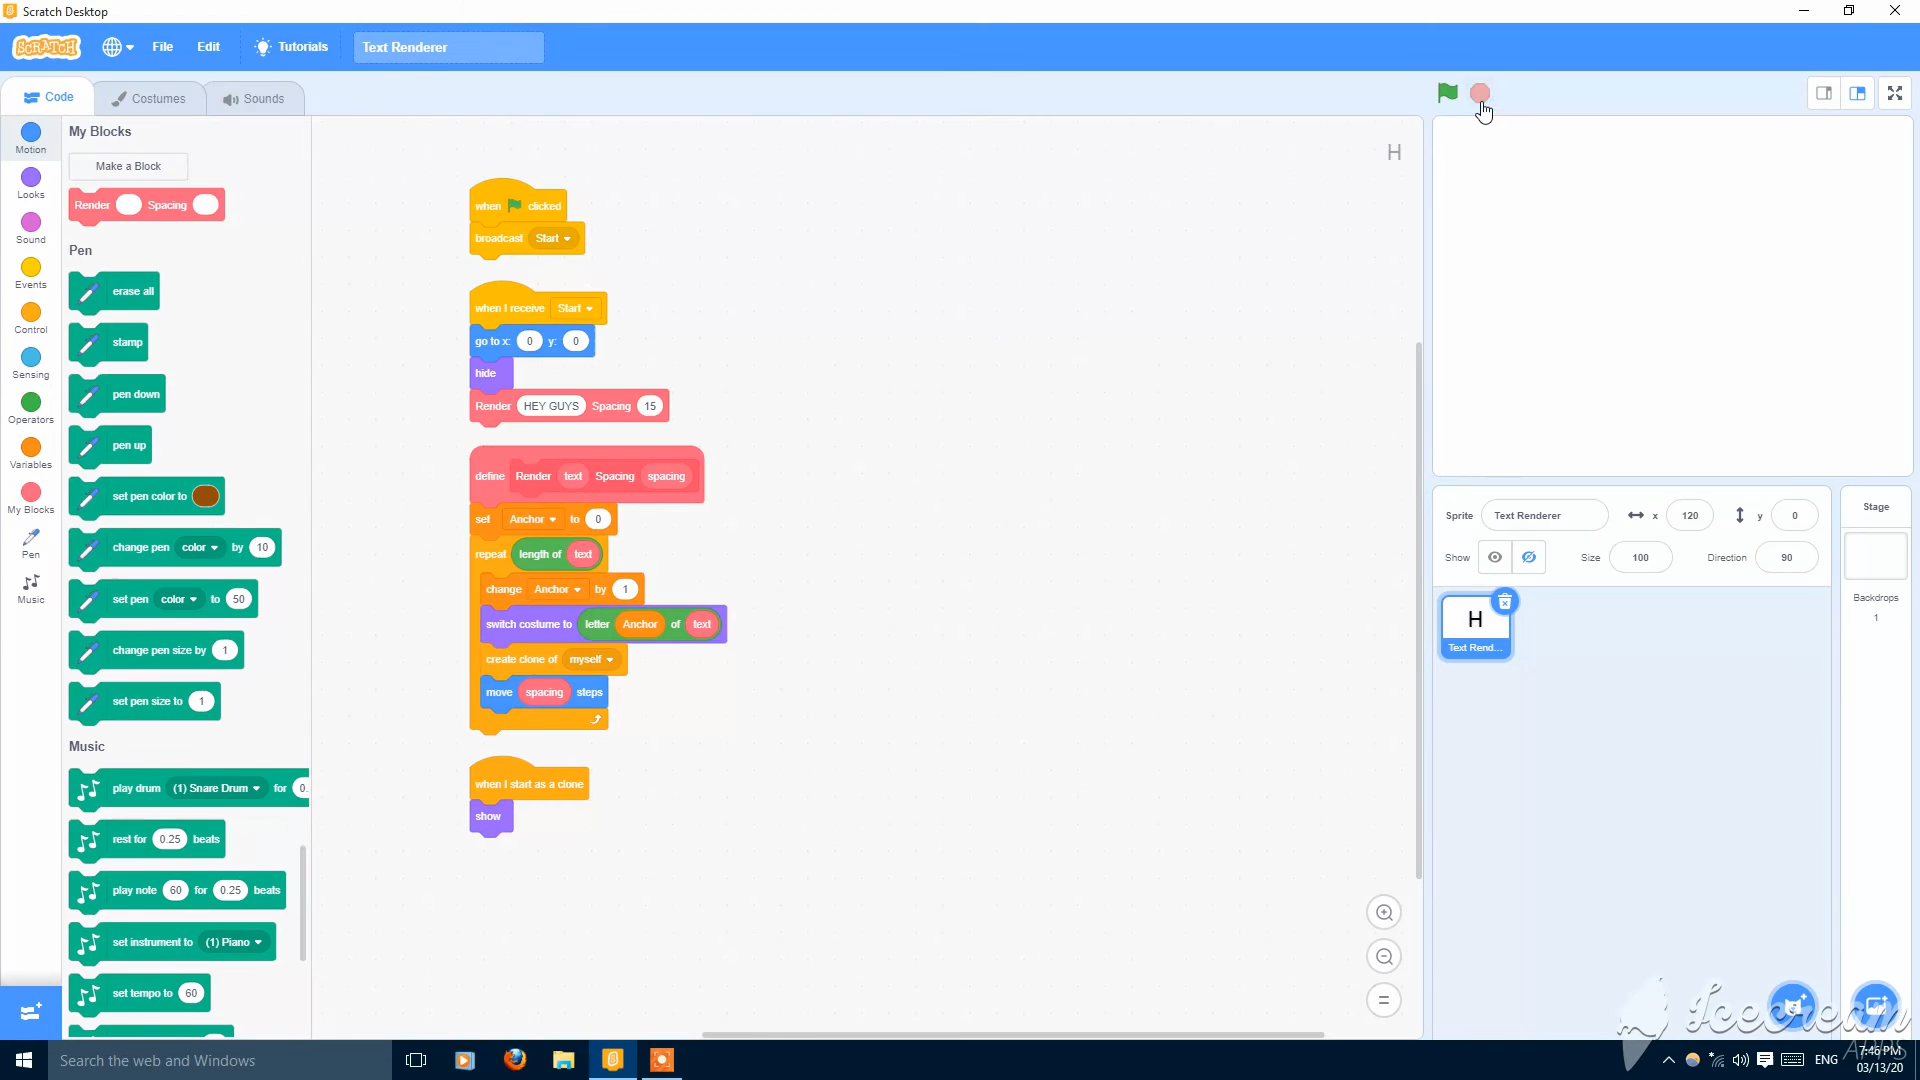 Scratch Desktop
SCRATCH
File
Edit
Tutorials
Text Renderer
Code
Costumes
Sounds
Motion
Looks
Sound
Events
Control
Sensing
Operators
Variables
My Blocks
Pen
Music
My Blocks
Make a Block
Render Spacing
Pen
erase all
stamp
pen down
pen up
set pen color to
change pen color by 10
set pen color to 50
change pen size by 1
set pen size to 1
Music
play drum (1) Snare Drum for 0.
rest for 0.25 beats
play note 60 for 0.25 beats
set instrument to (1) Piano
set tempo to 60
H
when clicked
broadcast Start
when I receive Start
go to x: 0 y: 0
hide
Render HEY GUYS Spacing 15
define Render text Spacing spacing
set Anchor to 0
repeat length of text
change Anchor by 1
switch costume to letter Anchor of text
create clone of myself
move spacing steps
when I start as a clone
show
Sprite Text Renderer x 120 y 0
Show Size 100 Direction 90
H
Text Rend...
Stage
Backdrops
1
Icecream
APPS
Search the web and Windows
ENG
7:46 PM
03/13/20